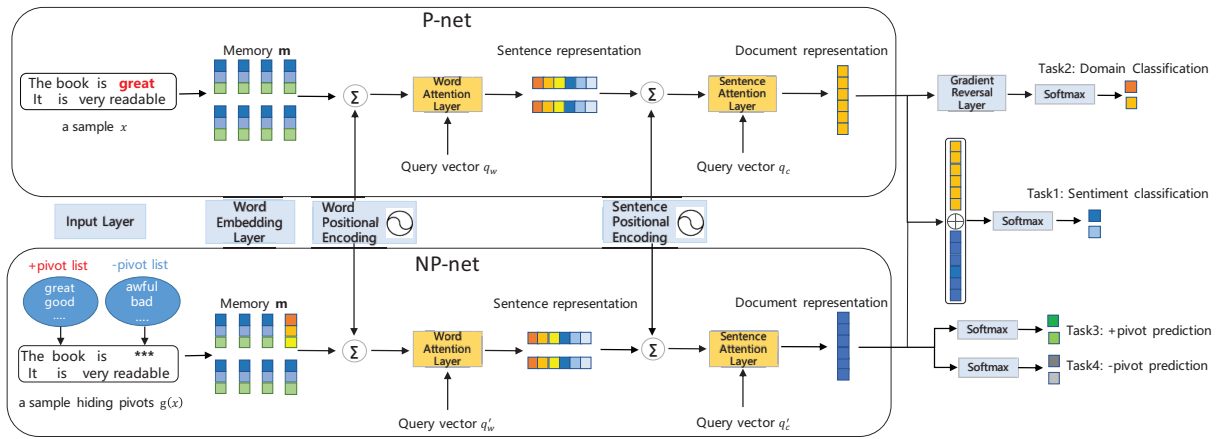 P-net
Memory m
Sentence representation
Document representation
The book is great
It is very readable
a sample x
Σ
Word
Attention
Layer
Query vector q_w
Σ
Sentence
Attention
Layer
Query vector q_c
Gradient
Reversal
Layer
Softmax
Task2: Domain Classification
Task1: Sentiment classification
Softmax
Input Layer
Word
Embedding
Layer
Word
Positional
Encoding
Sentence
Positional
Encoding
NP-net
+pivot list
-pivot list
great
good
....
awful
bad
....
Memory m
Sentence representation
Document representation
The book is ***
It is very readable
a sample hiding pivots g(x)
Σ
Word
Attention
Layer
Query vector q'_w
Σ
Sentence
Attention
Layer
Query vector q'_c
Softmax
Task3: +pivot prediction
Softmax
Task4: -pivot prediction